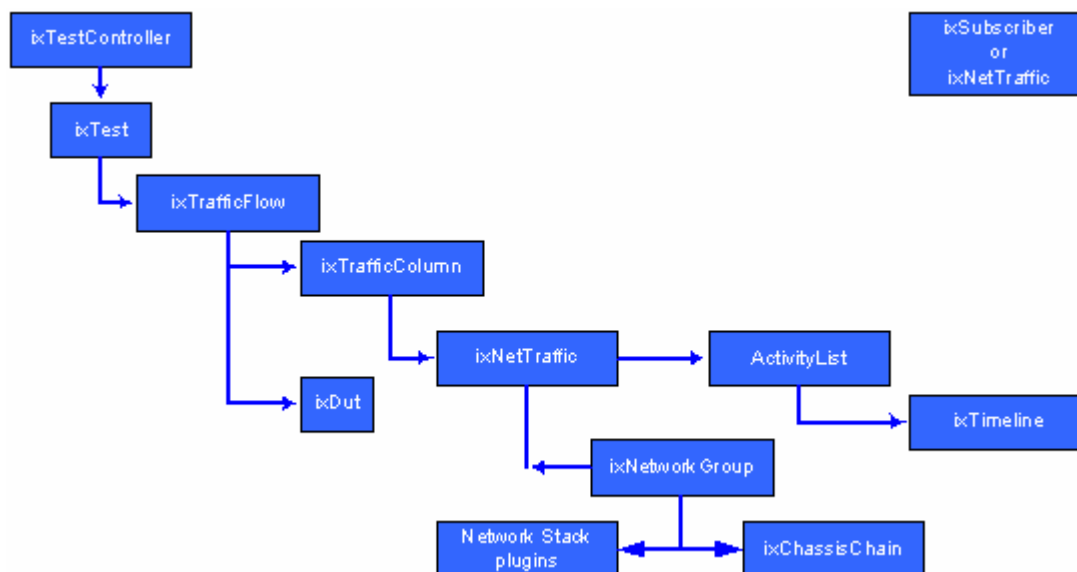 ixTestController
ixSubscriber
or
ixNetTraffic
ixTest
ixTrafficFlow
ixTrafficColumn
ixNetTraffic
ActivityList
ixDut
ixTimeline
ixNetwork Group
Network Stack
plugins
ixChassisChain